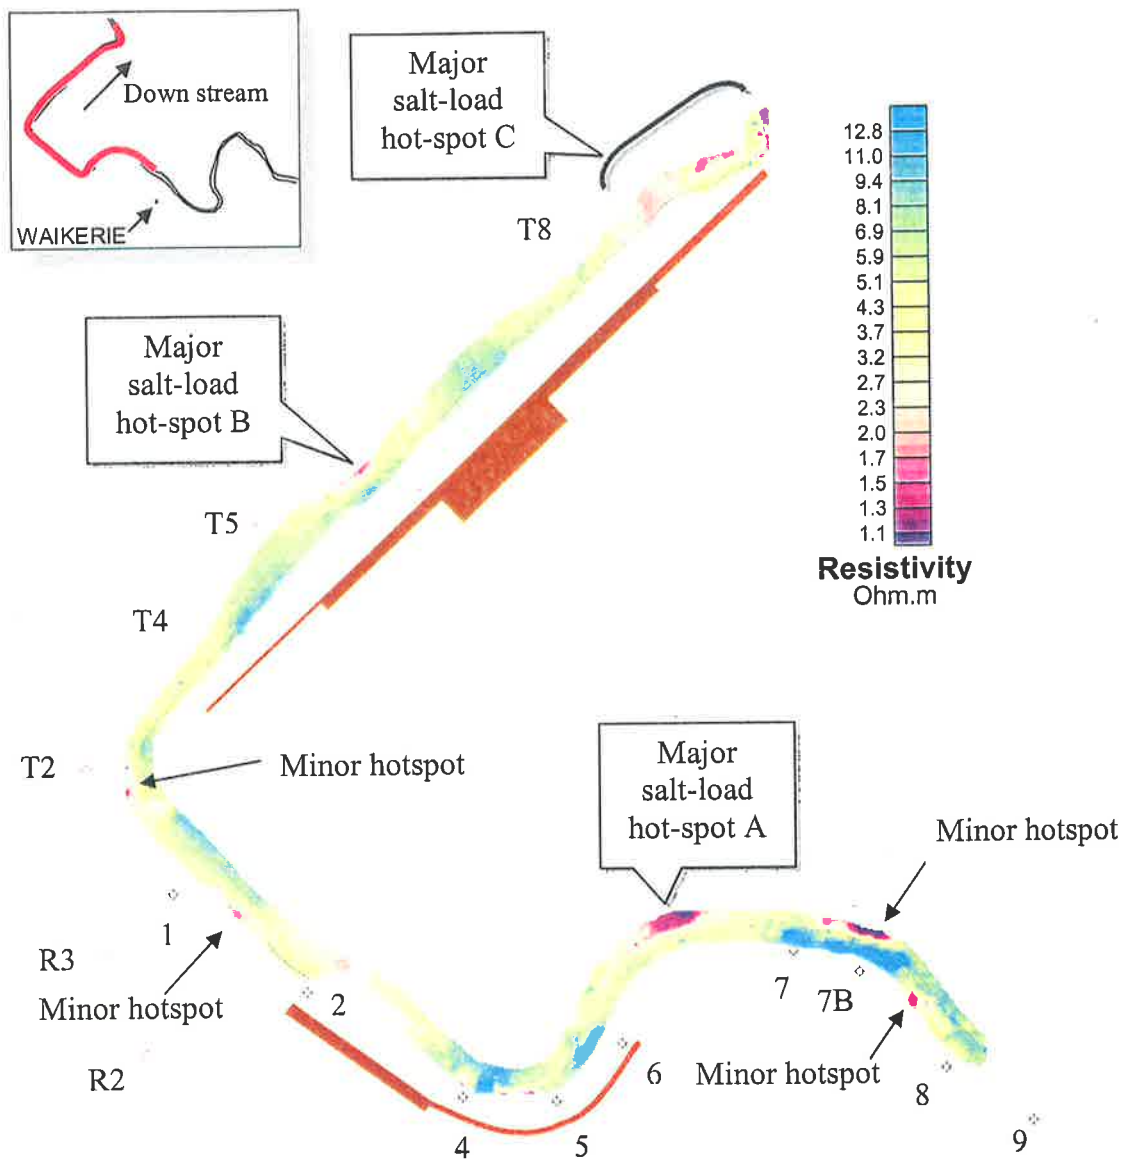 Down stream
WAIKERIE
Major
salt-load
hot-spot C
T8
12.8
11.0
9.4
8.1
6.9
5.9
5.1
4.3
3.7
3.2
2.7
2.3
2.0
1.7
1.5
1.3
1.1
Resistivity
Ohm.m
Major
salt-load
hot-spot B
T5
T4
T2
Minor hotspot
Major
salt-load
hot-spot A
Minor hotspot
1
R3
Minor hotspot
2
R2
7
7B
Minor hotspot
6
8
4
5
9